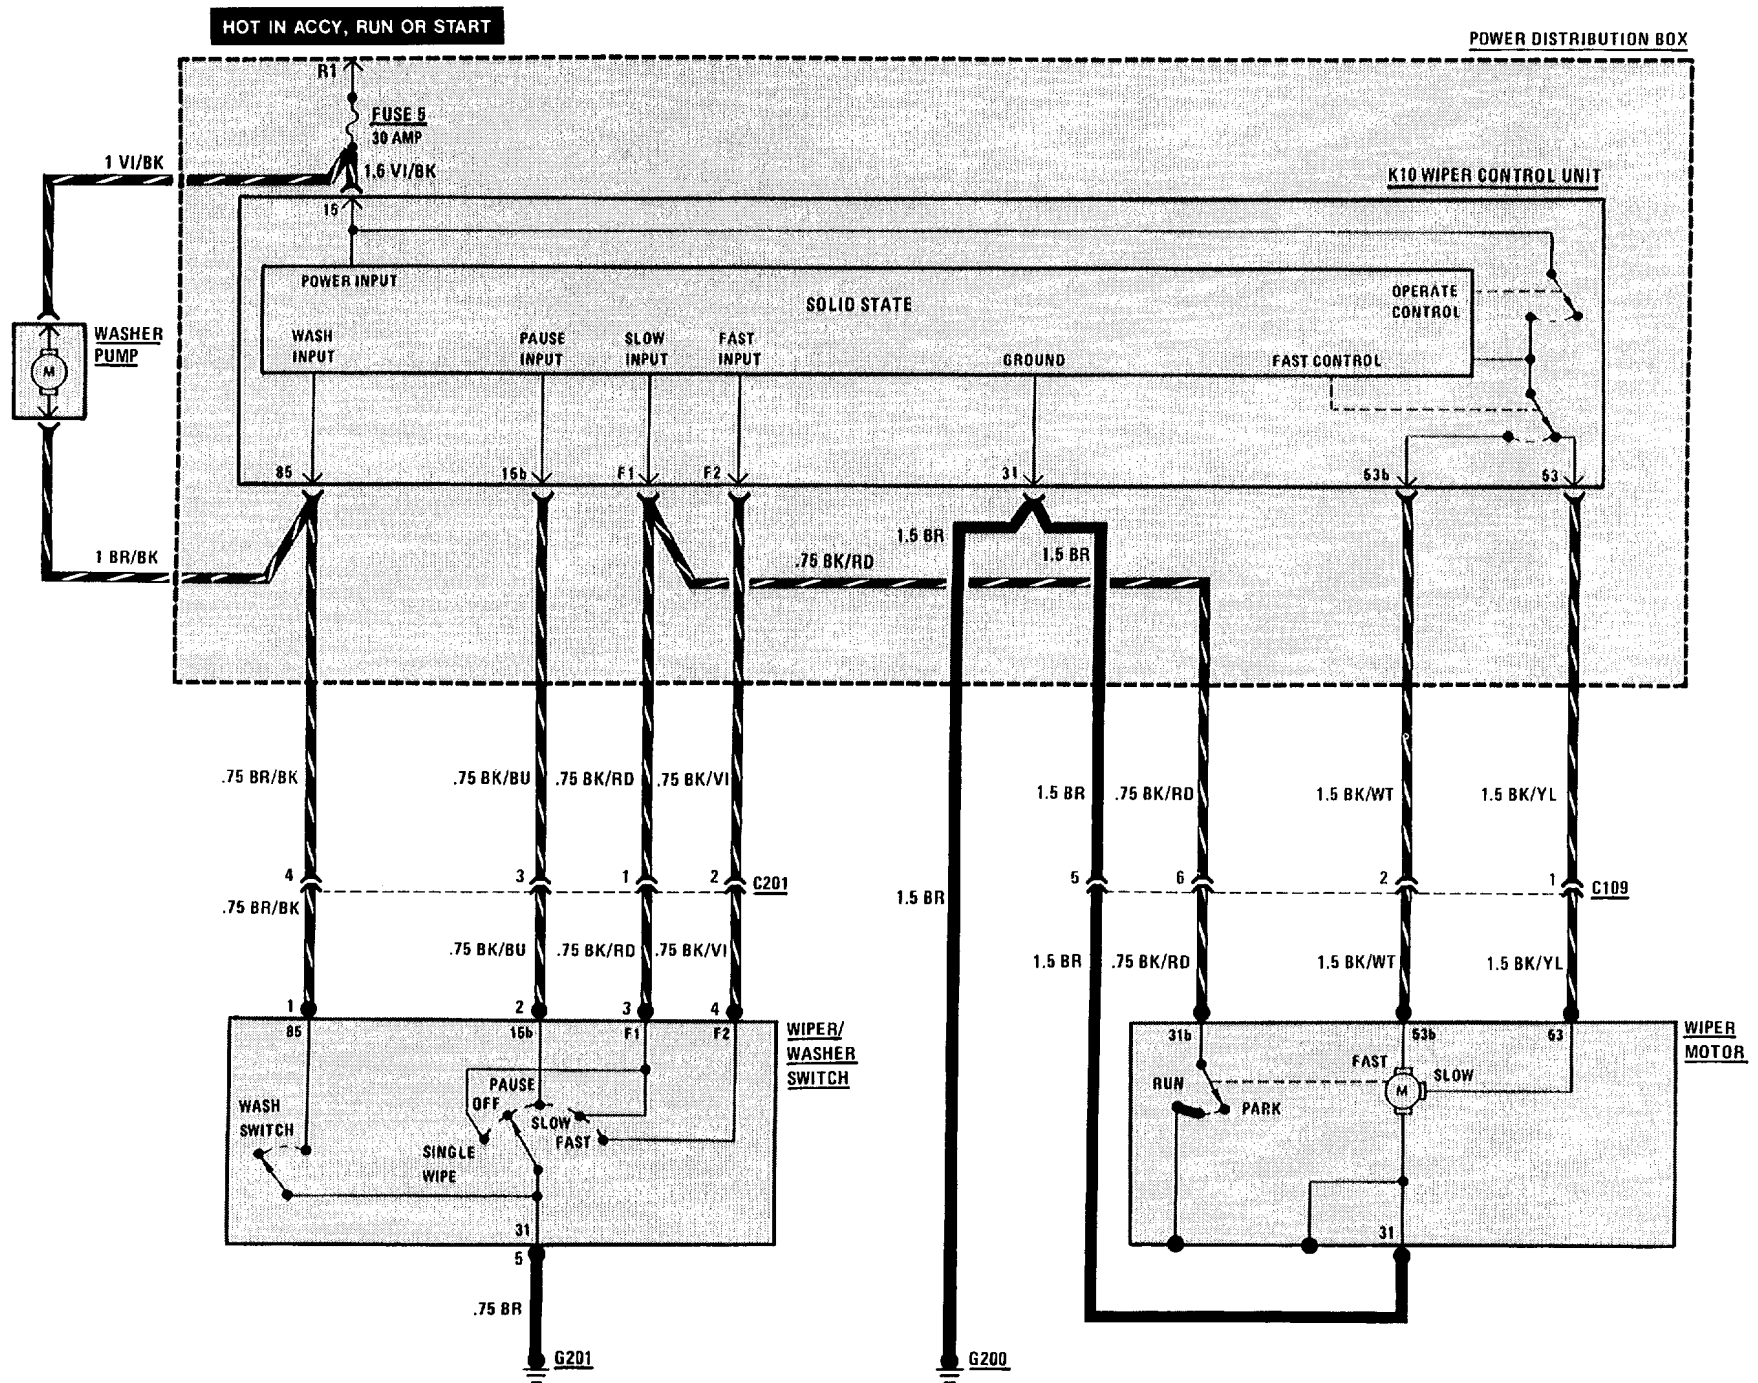 HOT IN ACCY, RUN OR START
POWER DISTRIBUTION BOX
R1
FUSE 5
30 AMP
1 VI/BK
1.6 VI/BK
K10 WIPER CONTROL UNIT
15
POWER INPUT
SOLID STATE
OPERATE
CONTROL
WASHER
PUMP
M
WASH
INPUT
PAUSE
INPUT
SLOW
INPUT
FAST
INPUT
GROUND
FAST CONTROL
85
15b
F1
F2
31
53b
53
1 BR/BK
1.5 BR
1.5 BR
.75 BK/RD
.75 BR/BK
.75 BK/BU
.75 BK/RD
.75 BK/VI
1.5 BR
.75 BK/RD
1.5 BK/WT
1.5 BK/YL
4
3
1
2
C201
5
6
2
1
C109
.75 BR/BK
1.5 BR
.75 BK/BU
.75 BK/RD
.75 BK/VI
1.5 BR
.75 BK/RD
1.5 BK/WT
1.5 BK/YL
1
2
3
4
85
15b
F1
F2
WIPER/
WASHER
SWITCH
31b
53b
53
WIPER
MOTOR
WASH
SWITCH
PAUSE
OFF
SLOW
FAST
SINGLE
WIPE
RUN
PARK
FAST
M
SLOW
31
5
31
.75 BR
G201
G200